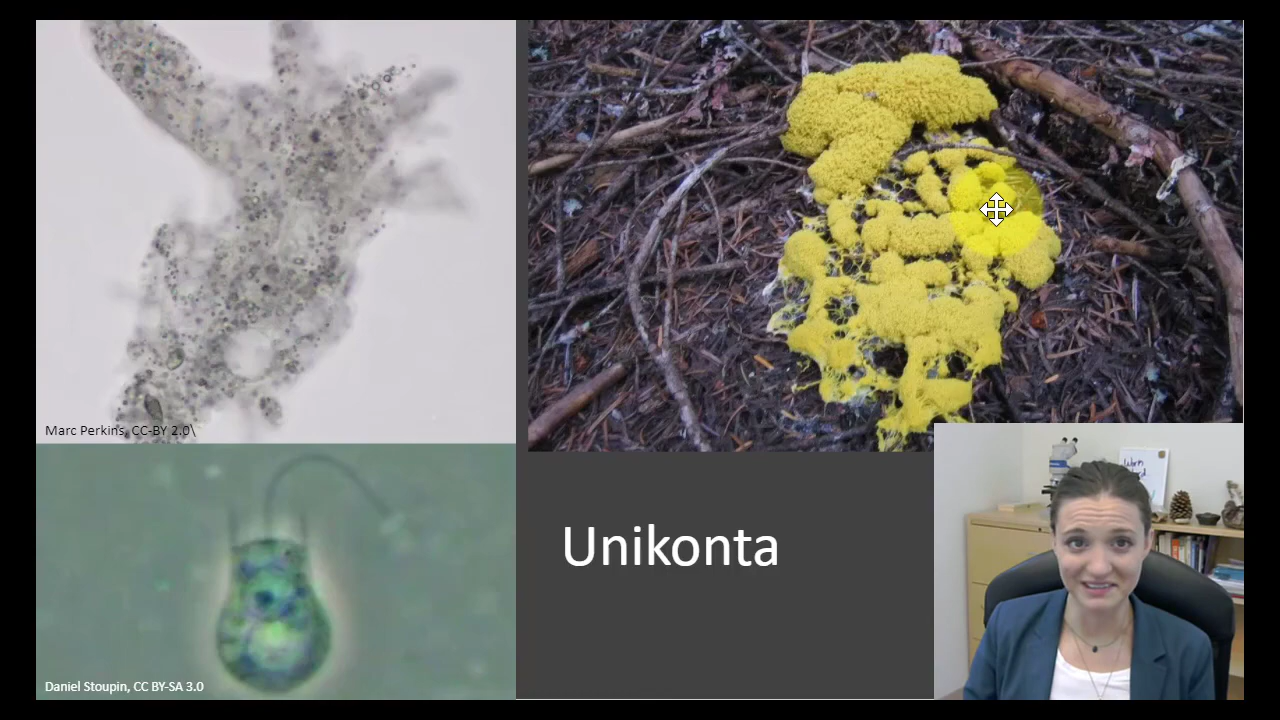 Marc Perkins, CC-BY 2.0\
Unikonta
Daniel Stoupin, CC BY-SA 3.0